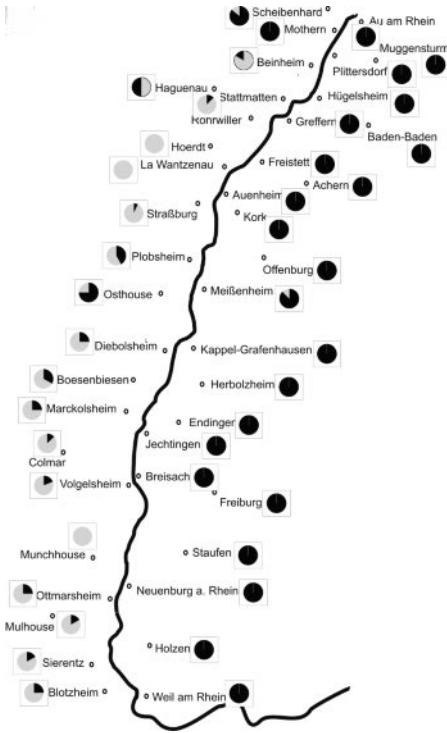 Scheibenhard
Au am Rhein
Mothern
Muggensturm
Beinheim
Plittersdorf
Haguenau
Stattmatten
Hügelsheim
Ronrwiller
Greffern
Baden-Baden
Hoerdt
La Wantzenau
Freistett
Achern
Auenheim
Straßburg
Kork
Plobsheim
Offenburg
Osthouse
Meißenheim
Diebolsheim
Kappel-Grafenhausen
Boesenbiesen
Herbolzheim
Marckolsheim
Endinger
Jechtingen
Colmar
Breisach
Volgelsheim
Freiburg
Munchhouse
Staufen
Ottmarsheim
Neuenburg a. Rhein
Mulhouse
Holzen
Sierentz
Blotzheim
Weil am Rhein